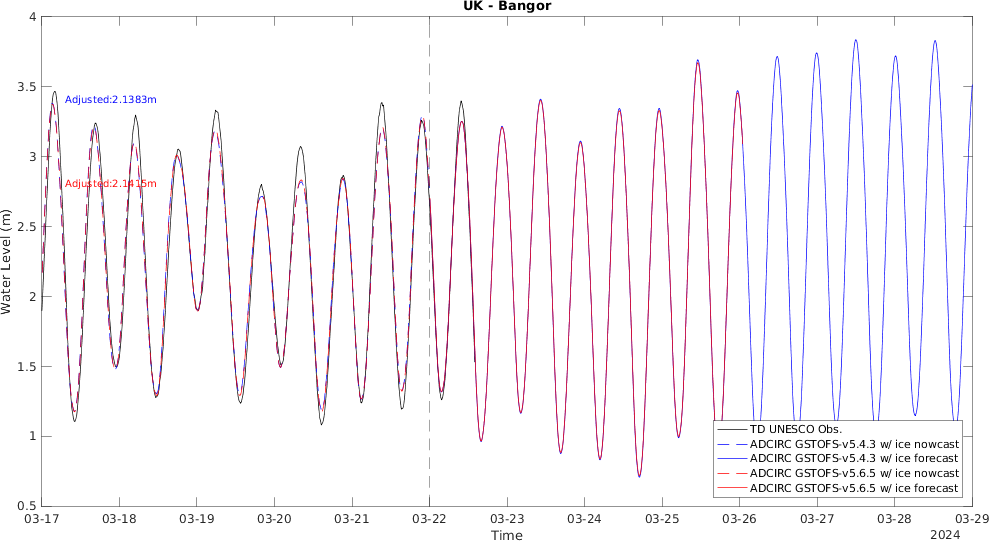 UK - Bangor
4
3.5
3
2.5
2
1.5
1
0.5
Water Level (m)
Adjusted:2.1383m
Adjusted:2.1415m
TD UNESCO Obs.
ADCIRC GSTOFS-v5.4.3 w/ ice nowcast
ADCIRC GSTOFS-v5.4.3 w/ ice forecast
ADCIRC GSTOFS-v5.6.5 w/ ice nowcast
ADCIRC GSTOFS-v5.6.5 w/ ice forecast
03-17 03-18 03-19 03-20 03-21 03-22 03-23 03-24 03-25 03-26 03-27 03-28 03-29
Time
2024